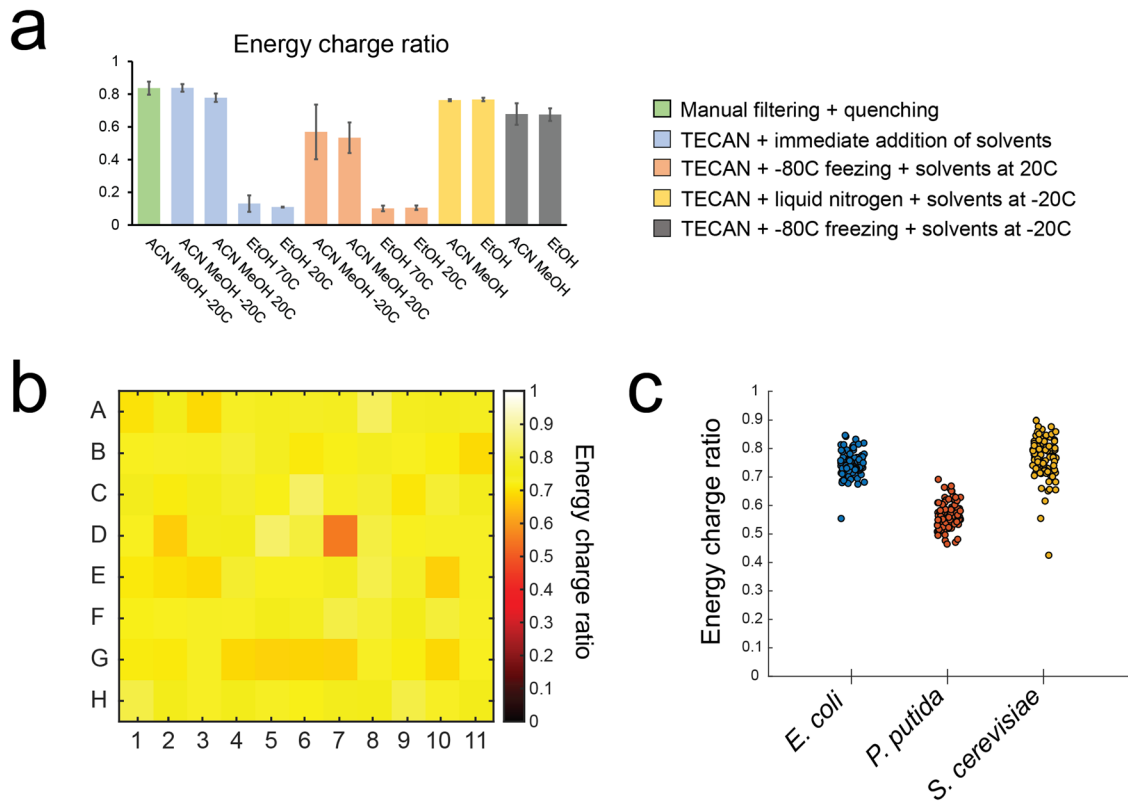 a
Energy charge ratio
1
0.8
0.6
0.4
0.2
0
ACN MeOH -20C
ACN MeOH -20C
ACN MeOH 20C
EtOH 70C
EtOH 20C
ACN MeOH -20C
ACN MeOH 20C
EtOH 70C
EtOH 20C
ACN MeOH
EtOH
ACN MeOH
EtOH
Manual filtering + quenching
TECAN + immediate addition of solvents
TECAN + -80C freezing + solvents at 20C
TECAN + liquid nitrogen + solvents at -20C
TECAN + -80C freezing + solvents at -20C
b
A
B
C
D
E
F
G
H
1 2 3 4 5 6 7 8 9 10 11
1
0.9
0.8
0.7
0.6
0.5
0.4
0.3
0.2
0.1
0
Energy charge ratio
c
Energy charge ratio
1
0.9
0.8
0.7
0.6
0.5
0.4
0.3
0.2
0.1
0
E. coli
P. putida
S. cerevisiae